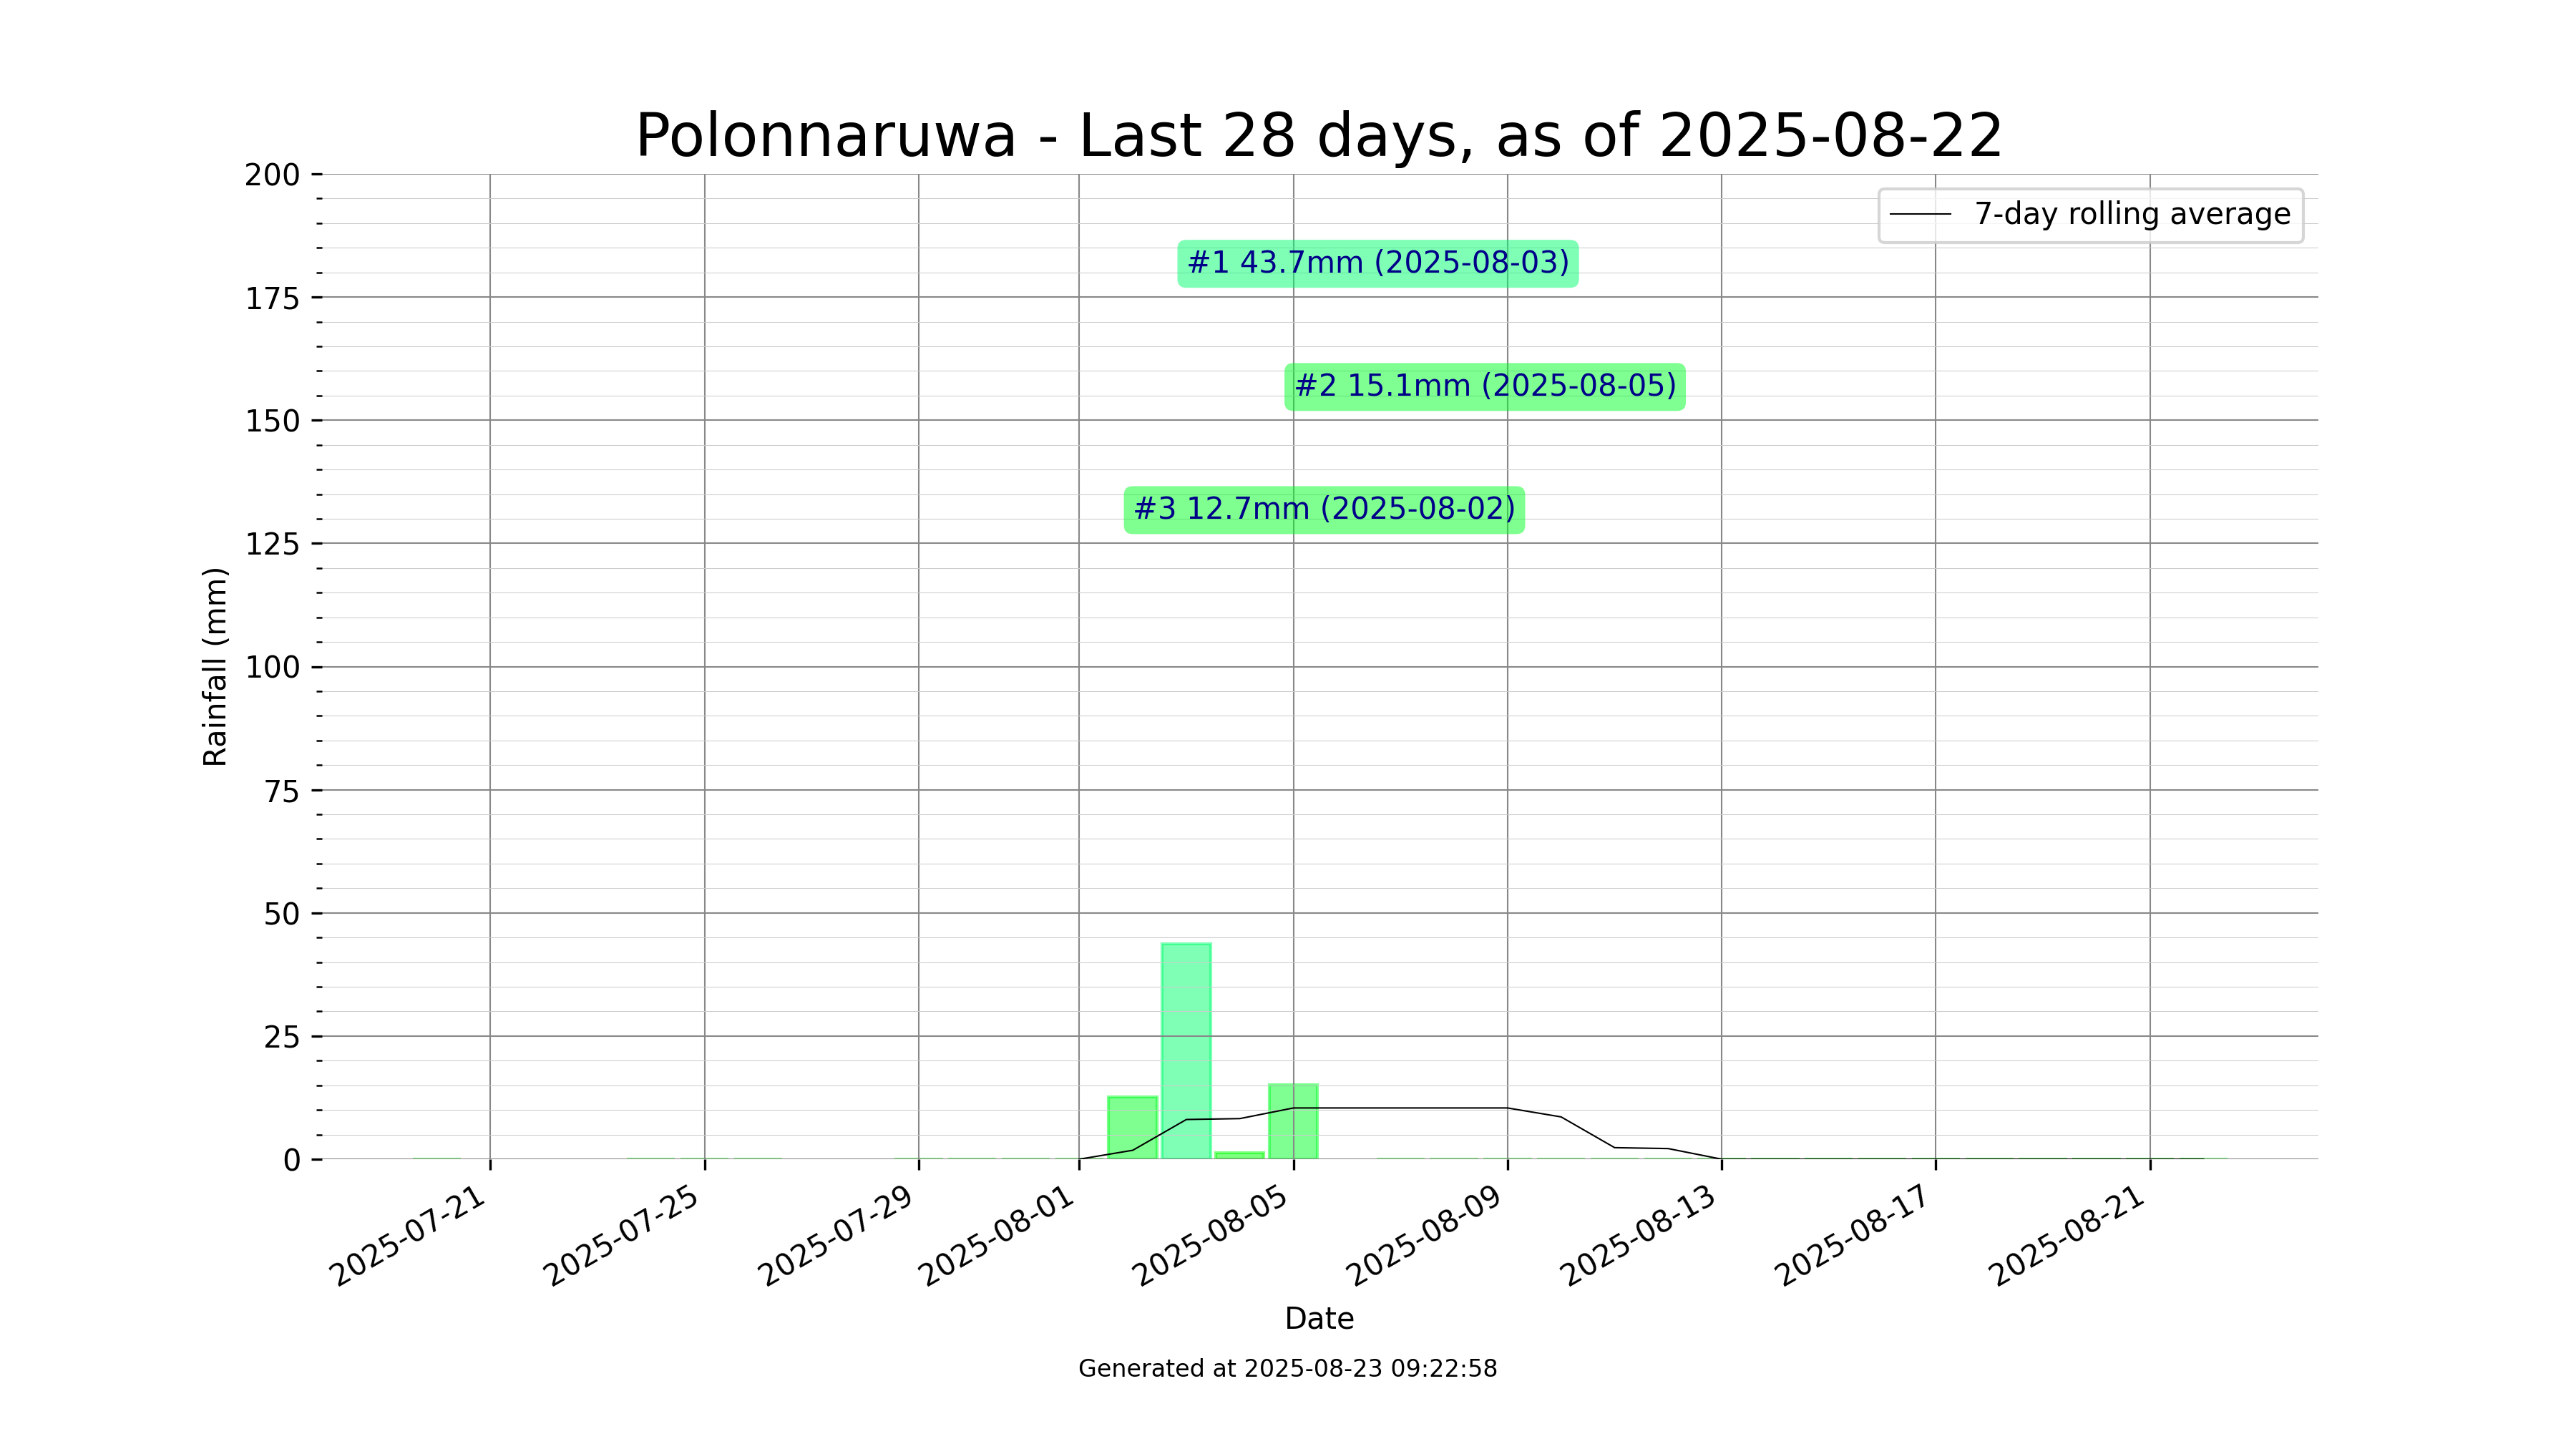 Polonnaruwa - Last 28 days, as of 2025-08-22
200
175
150
125
100
75
50
25
0
Rainfall (mm)
7-day rolling average
#1 43.7mm (2025-08-03)
#2 15.1mm (2025-08-05)
#3 12.7mm (2025-08-02)
2025-07-21
2025-07-25
2025-07-29
2025-08-01
2025-08-05
2025-08-09
2025-08-13
2025-08-17
2025-08-21
Date
Generated at 2025-08-23 09:22:58